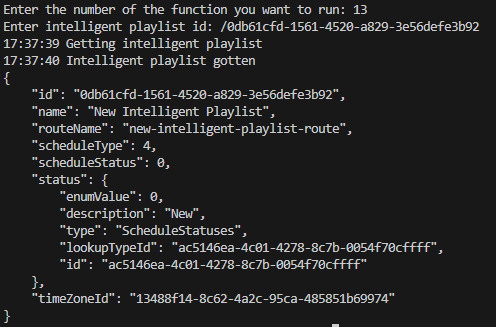 Enter the number of the function you want to run: 13
Enter intelligent playlist id: /0db61cfd-1561-4520-a829-3e56defe3b92
17:37:39 Getting intelligent playlist
17:37:40 Intelligent playlist gotten
{
    "id": "0db61cfd-1561-4520-a829-3e56defe3b92",
    "name": "New Intelligent Playlist",
    "routeName": "new-intelligent-playlist-route",
    "scheduleType": 4,
    "scheduleStatus": 0,
    "status": {
        "enumValue": 0,
        "description": "New",
        "type": "ScheduleStatuses",
        "lookupTypeId": "ac5146ea-4c01-4278-8c7b-0054f70cffff",
        "id": "ac5146ea-4c01-4278-8c7b-0054f70cffff"
    },
    "timeZoneId": "13488f14-8c62-4a2c-95ca-485851b69974"
}